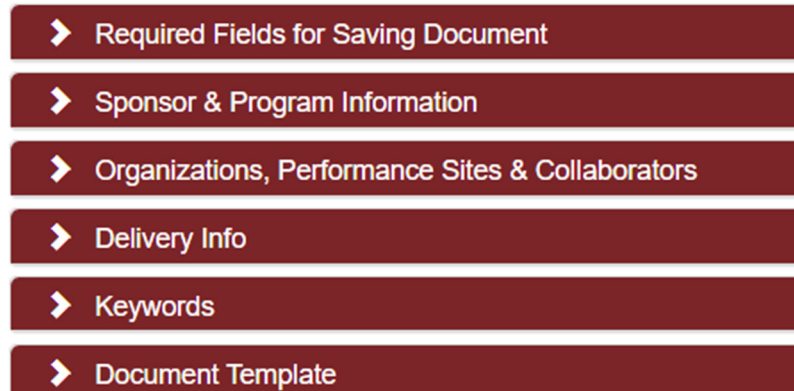 Required Fields for Saving Document
Sponsor & Program Information
Organizations, Performance Sites & Collaborators
Delivery Info
Keywords
Document Template